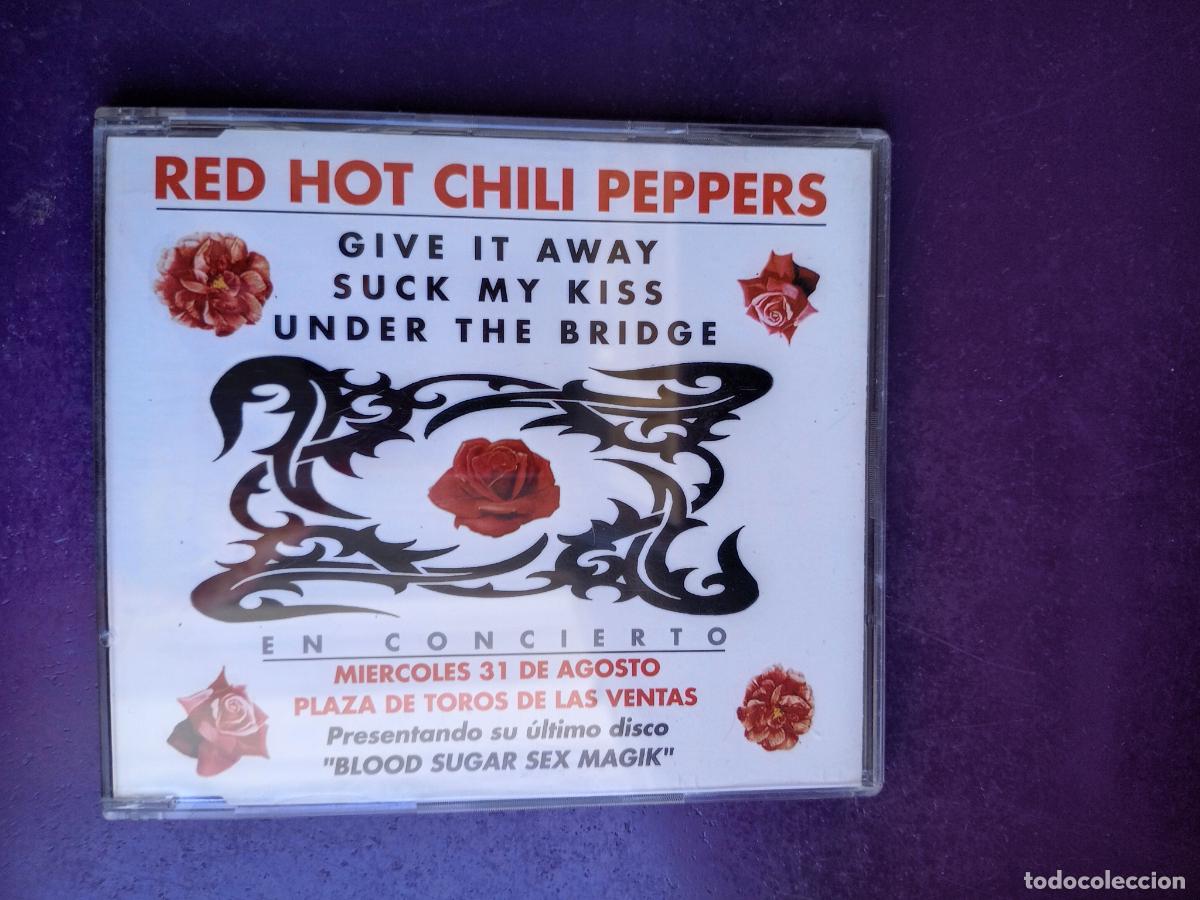 RED HOT CHILI PEPPERS
GIVE IT AWAY
SUCK MY KISS
UNDER THE BRIDGE
EN CONCIERTO
MIERCOLES 31 DE AGOSTO
PLAZA DE TOROS DE LAS VENTAS
Presentando su último disco
"BLOOD SUGAR SEX MAGIK"
todocoleccion